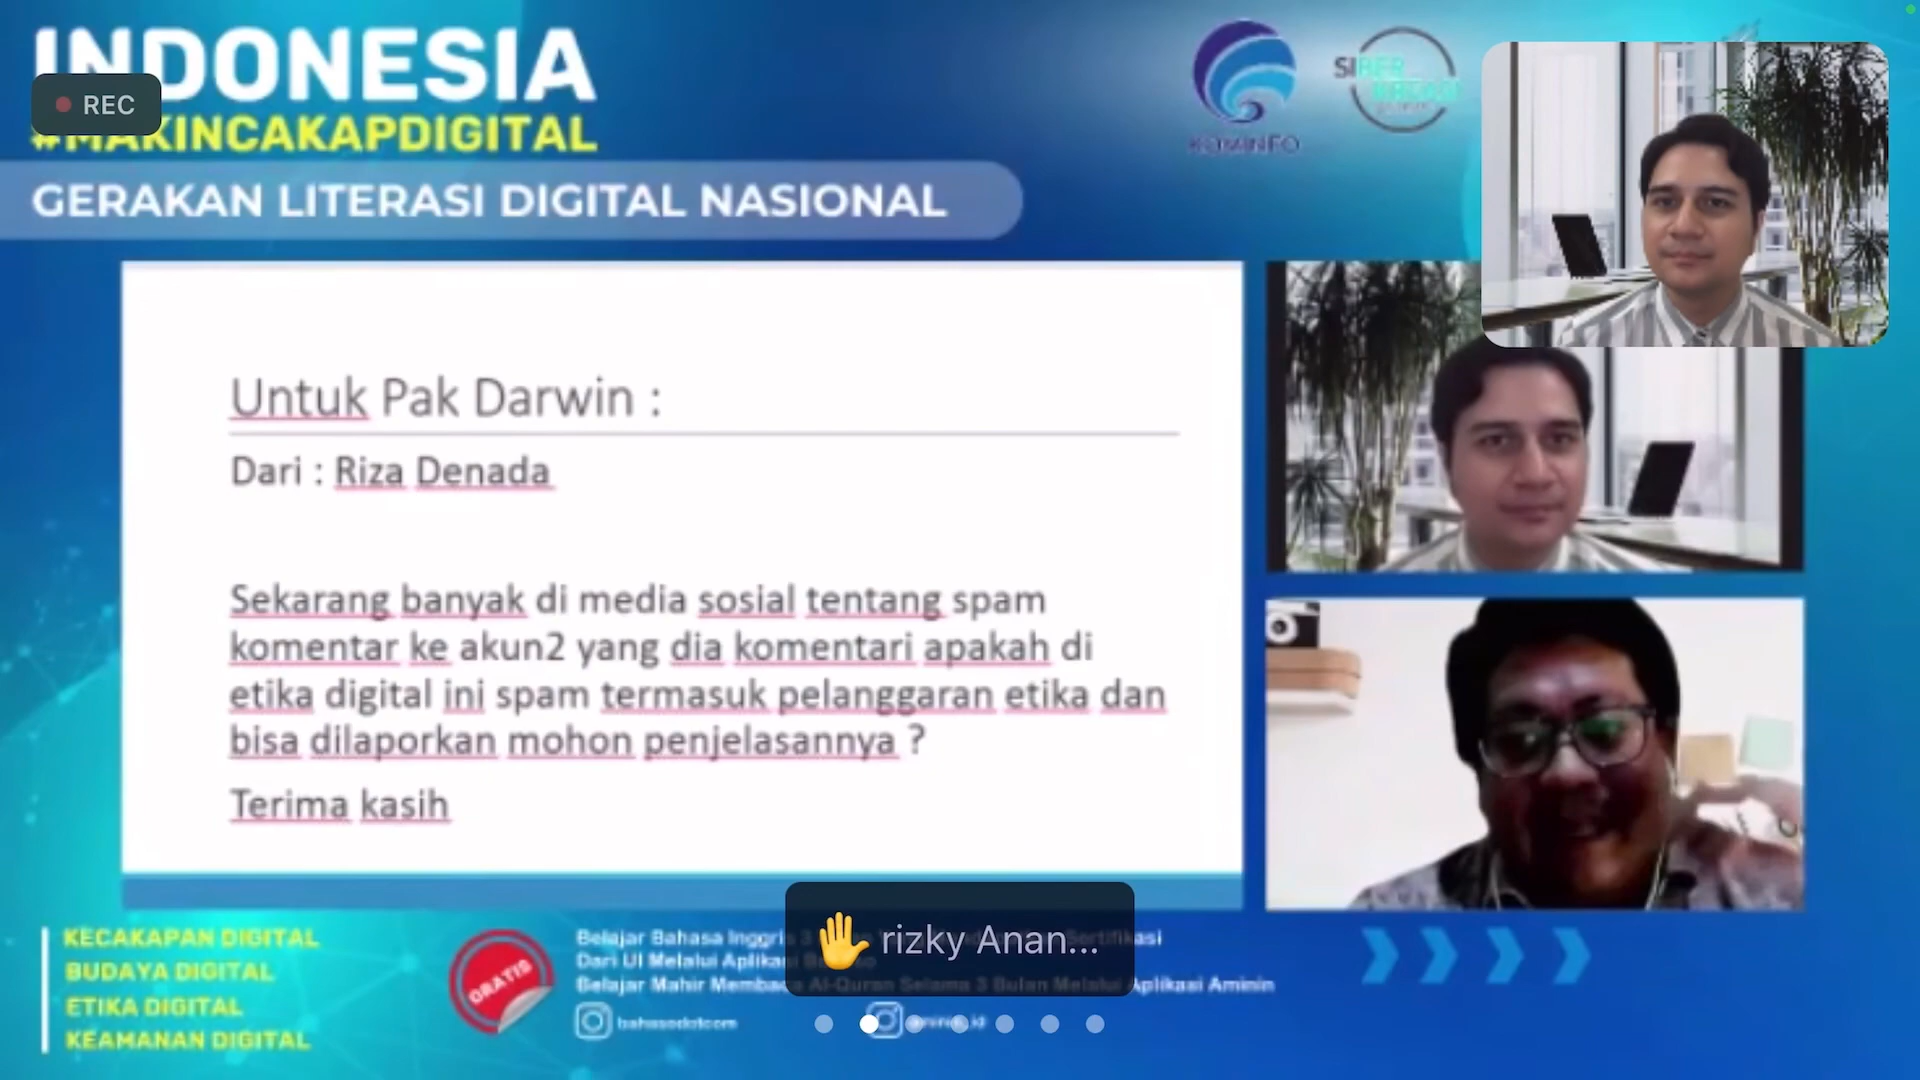 INDONESIA
REC
#MAKINCAKAPDIGITAL
GERAKAN LITERASI DIGITAL NASIONAL
KOMINFO
Untuk Pak Darwin :
Dari : Riza Denada
Sekarang banyak di media sosial tentang spam
komentar ke akun2 yang dia komentari apakah di
etika digital ini spam termasuk pelanggaran etika dan
bisa dilaporkan mohon penjelasannya ?
Terima kasih
rizky Anan...
KECAKAPAN DIGITAL
BUDAYA DIGITAL
ETIKA DIGITAL
KEAMANAN DIGITAL
GRATIS
Belajar Bahasa Inggris 3 Sertifikasi
Dari UI Melalui Aplikasi
Belajar Mahir Membaca Al-Quran Selama 3 Bulan Melalui Aplikasi Aminin
bahasodotcom